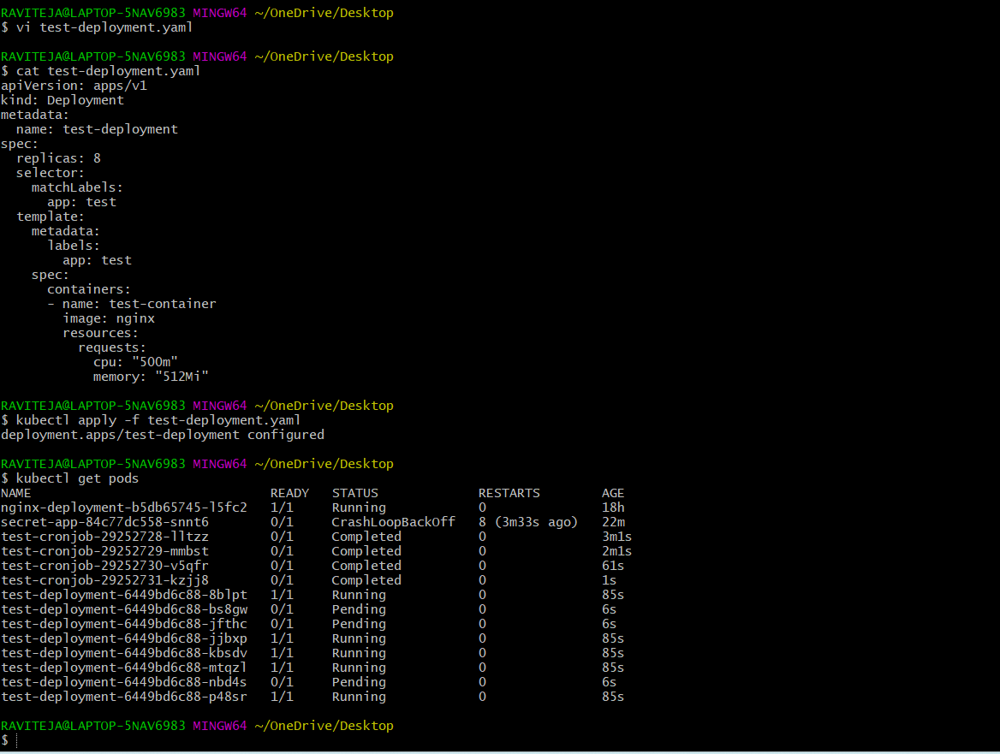 RAVITEJA@LAPTOP-5NAV6983 MINGW64 ~/OneDrive/Desktop
$ vi test-deployment.yaml

RAVITEJA@LAPTOP-5NAV6983 MINGW64 ~/OneDrive/Desktop
$ cat test-deployment.yaml
apiVersion: apps/v1
kind: Deployment
metadata:
  name: test-deployment
spec:
  replicas: 8
  selector:
    matchLabels:
      app: test
  template:
    metadata:
      labels:
        app: test
    spec:
      containers:
      - name: test-container
        image: nginx
        resources:
          requests:
            cpu: "500m"
            memory: "512Mi"

RAVITEJA@LAPTOP-5NAV6983 MINGW64 ~/OneDrive/Desktop
$ kubectl apply -f test-deployment.yaml
deployment.apps/test-deployment configured

RAVITEJA@LAPTOP-5NAV6983 MINGW64 ~/OneDrive/Desktop
$ kubectl get pods
NAME                               READY   STATUS             RESTARTS        AGE
nginx-deployment-b5db65745-l5fc2   1/1     Running            0               18h
secret-app-84c77dc558-snnt6        0/1     CrashLoopBackOff   8 (3m33s ago)   22m
test-cronjob-29252728-lltzz        0/1     Completed          0               3m1s
test-cronjob-29252729-mmbst        0/1     Completed          0               2m1s
test-cronjob-29252730-v5qfr        0/1     Completed          0               61s
test-cronjob-29252731-kzjj8        0/1     Completed          0               1s
test-deployment-6449bd6c88-8blpt   1/1     Running            0               85s
test-deployment-6449bd6c88-bs8gw   0/1     Pending            0               6s
test-deployment-6449bd6c88-jfthc   0/1     Pending            0               6s
test-deployment-6449bd6c88-jjbxp   1/1     Running            0               85s
test-deployment-6449bd6c88-kbsdv   1/1     Running            0               85s
test-deployment-6449bd6c88-mtqzl   1/1     Running            0               85s
test-deployment-6449bd6c88-nbd4s   0/1     Pending            0               6s
test-deployment-6449bd6c88-p48sr   1/1     Running            0               85s

RAVITEJA@LAPTOP-5NAV6983 MINGW64 ~/OneDrive/Desktop
$